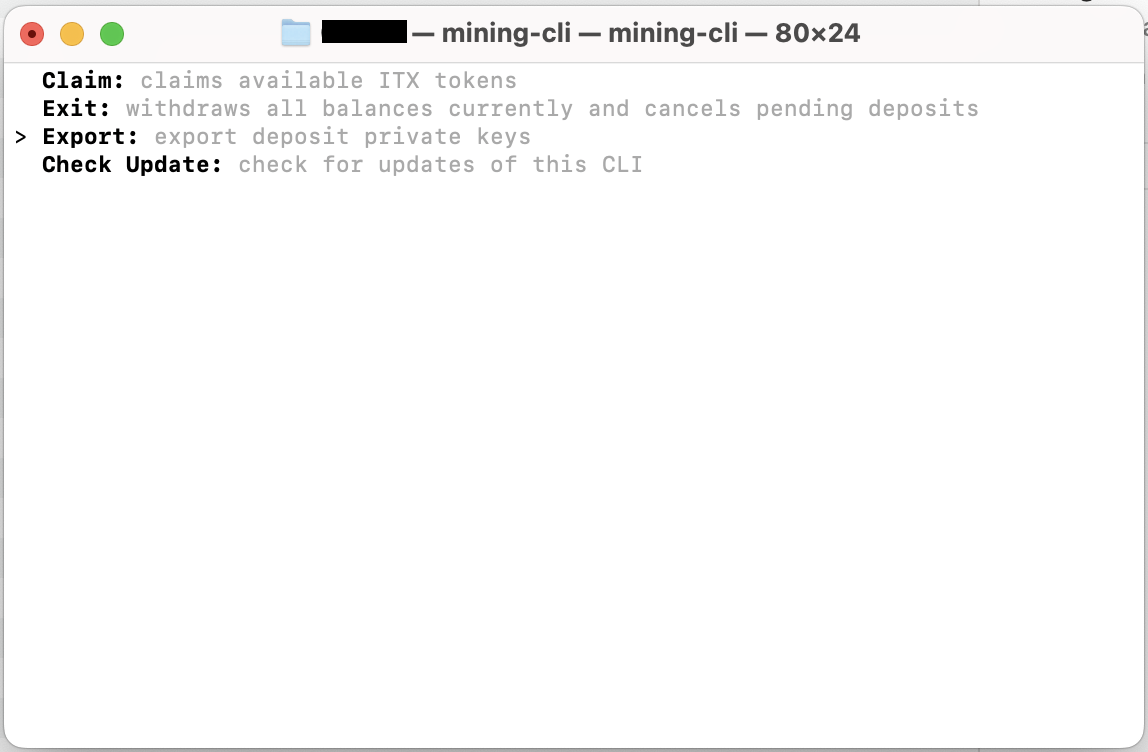 — mining-cli — mining-cli — 80×24
Claim: claims available ITX tokens
Exit: withdraws all balances currently and cancels pending deposits
> Export: export deposit private keys
Check Update: check for updates of this CLI